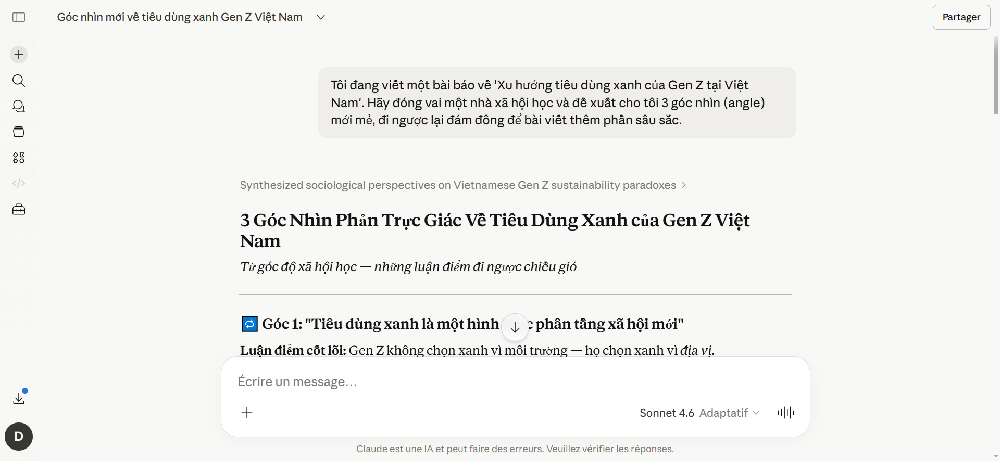 Góc nhìn mới về tiêu dùng xanh Gen Z Việt Nam
Partager
Tôi đang viết một bài báo về 'Xu hướng tiêu dùng xanh của Gen Z tại Việt
Nam'. Hãy đóng vai một nhà xã hội học và đề xuất cho tôi 3 góc nhìn (angle)
mới mẻ, đi ngược lại đám đông để bài viết thêm phần sâu sắc.
Synthesized sociological perspectives on Vietnamese Gen Z sustainability paradoxes
3 Góc Nhìn Phản Trực Giác Về Tiêu Dùng Xanh của Gen Z Việt
Nam
Từ góc độ xã hội học — những luận điểm đi ngược chiều gió
Góc 1: "Tiêu dùng xanh là một hình c phân tầng xã hội mới"
Luận điểm cốt lõi: Gen Z không chọn xanh vì môi trường — họ chọn xanh vì địa vị.
Écrire un message…
Sonnet 4.6 Adaptatif
D
Claude est une IA et peut faire des erreurs. Veuillez vérifier les réponses.